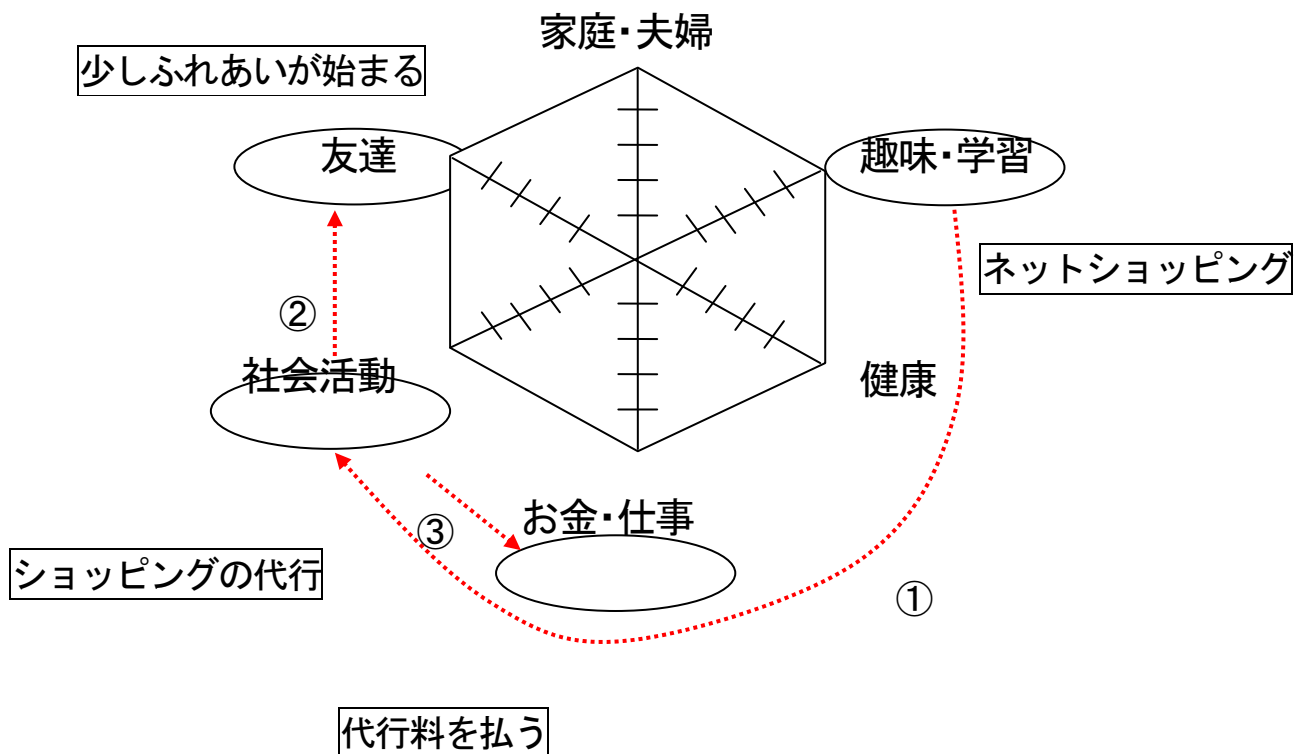 家庭・夫婦
少しふれあいが始まる
友達
趣味・学習
ネットショッピング
②
社会活動
健康
お金・仕事
③
ショッピングの代行
①
代行料を払う